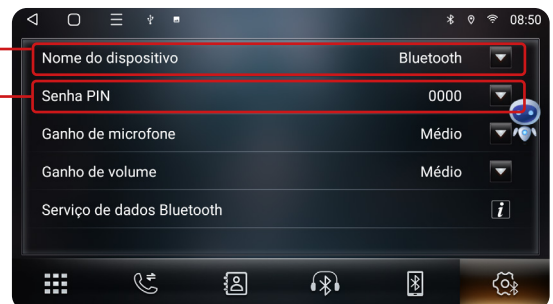 08:50
Nome do dispositivo Bluetooth
Senha PIN 0000
Ganho de microfone Médio
Ganho de volume Médio
Serviço de dados Bluetooth i